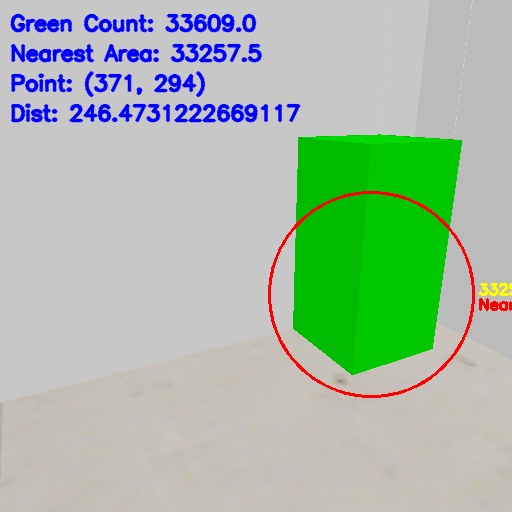 Green Count: 33609.0
Nearest Area: 33257.5
Point: (371, 294)
Dist: 246.4731222669117